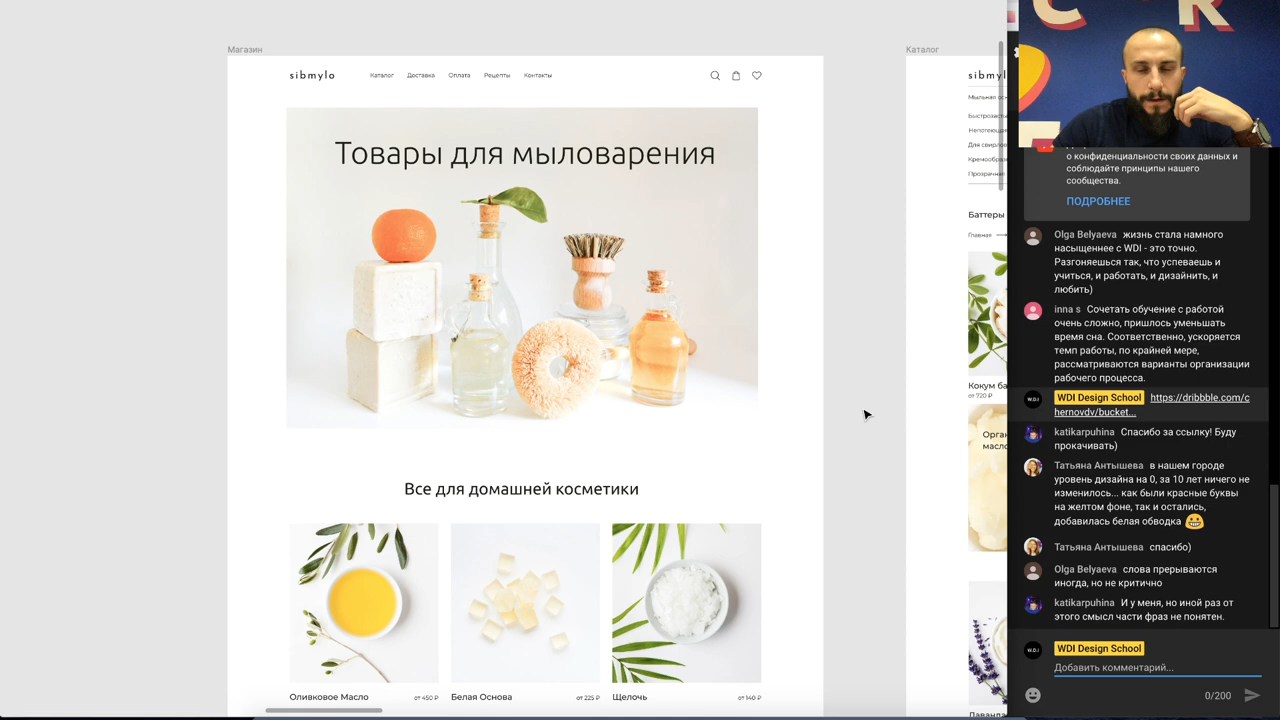 Магазин
sibmylo
Каталог
Доставка
Оплата
Рецепты
Контакты
Товары для мыловарения
Все для домашней косметики
Оливковое Масло
от 450 ₽
Белая Основа
от 225 ₽
Щелочь
от 140 ₽
Каталог
sibmylo
Мыльная
Баттеры
Главная
Кокум
от 720 ₽
о конфиденциальности своих данных и
соблюдайте принципы нашего
сообщества.
ПОДРОБНЕЕ
Olga Belyaeva жизнь стала намного
насыщеннее с WDI - это точно.
Разгоняешься так, что успеваешь и
учиться, и работать, и дизайнить, и
любить)
inna s Сочетать обучение с работой
очень сложно, пришлось уменьшать
время сна. Соответственно, ускоряется
темп работы, по крайней мере,
рассматриваются варианты организации
рабочего процесса.
WDI Design School https://dribbble.com/c
hernovdv/bucket...
katikarpuhina Спасибо за ссылку! Буду
прокачивать)
Татьяна Антышева в нашем городе
уровень дизайна на 0, за 10 лет ничего не
изменилось... как были красные буквы
на желтом фоне, так и остались,
добавилась белая обводка
Татьяна Антышева спасибо)
Olga Belyaeva слова прерываются
иногда, но не критично
katikarpuhina И у меня, но иной раз от
этого смысл части фраз не понятен.
WDI Design School
Добавить комментарий...
0/200